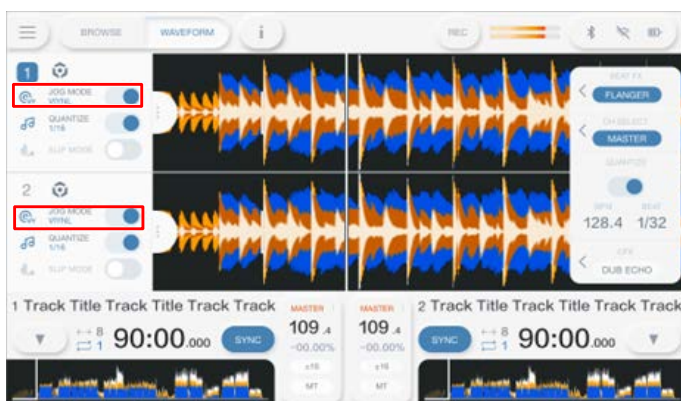 BROWSE
WAVEFORM
i
REC
1
JOG MODE
VIYNL
QUANTIZE
1/16
SLIP MODE
2
JOG MODE
VIYNL
QUANTIZE
1/16
SLIP MODE
BEAT FX
FLANGER
CH SELECT
MASTER
QUANTIZE
BPM BEAT
128.4 1/32
CFX
DUB ECHO
1 Track Title Track Title Track Track
8
1
90:00.000
SYNC
MASTER
109.4
-00.00%
±16
MT
MASTER
109.4
-00.00%
±16
MT
2 Track Title Track Title Track Track
SYNC
8
1
90:00.000